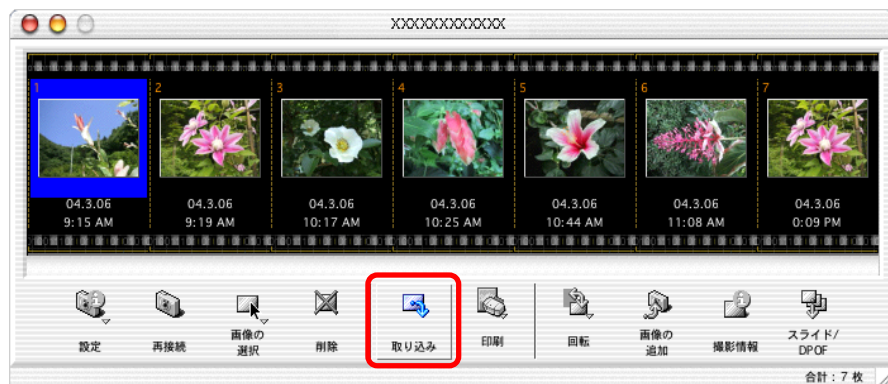 XXXXXXXXXXXX
1 2 3 4 5 6 7
04.3.06 04.3.06 04.3.06 04.3.06 04.3.06 04.3.06 04.3.06
9:15 AM 9:19 AM 10:17 AM 10:25 AM 10:44 AM 11:08 AM 0:09 PM
設定 再接続 画像の 削除 取り込み 印刷 回転 画像の 撮影情報 スライド/
選択 追加 DPOF
合計：7 枚